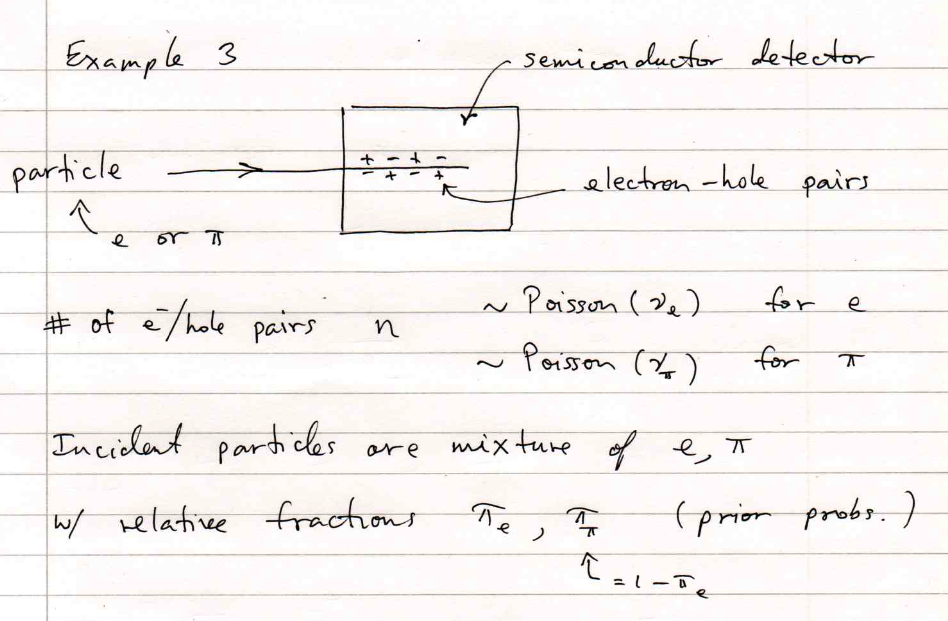 Example 3
semiconductor detector
+ - + -
- + - +
particle
electron-hole pairs
e or π
# of e⁻/hole pairs n ~ Poisson (ν_e) for e
~ Poisson (ν_π) for π
Incident particles are mixture of e, π
w/ relative fractions π_e, π_π (prior probs.)
= 1 - π_e